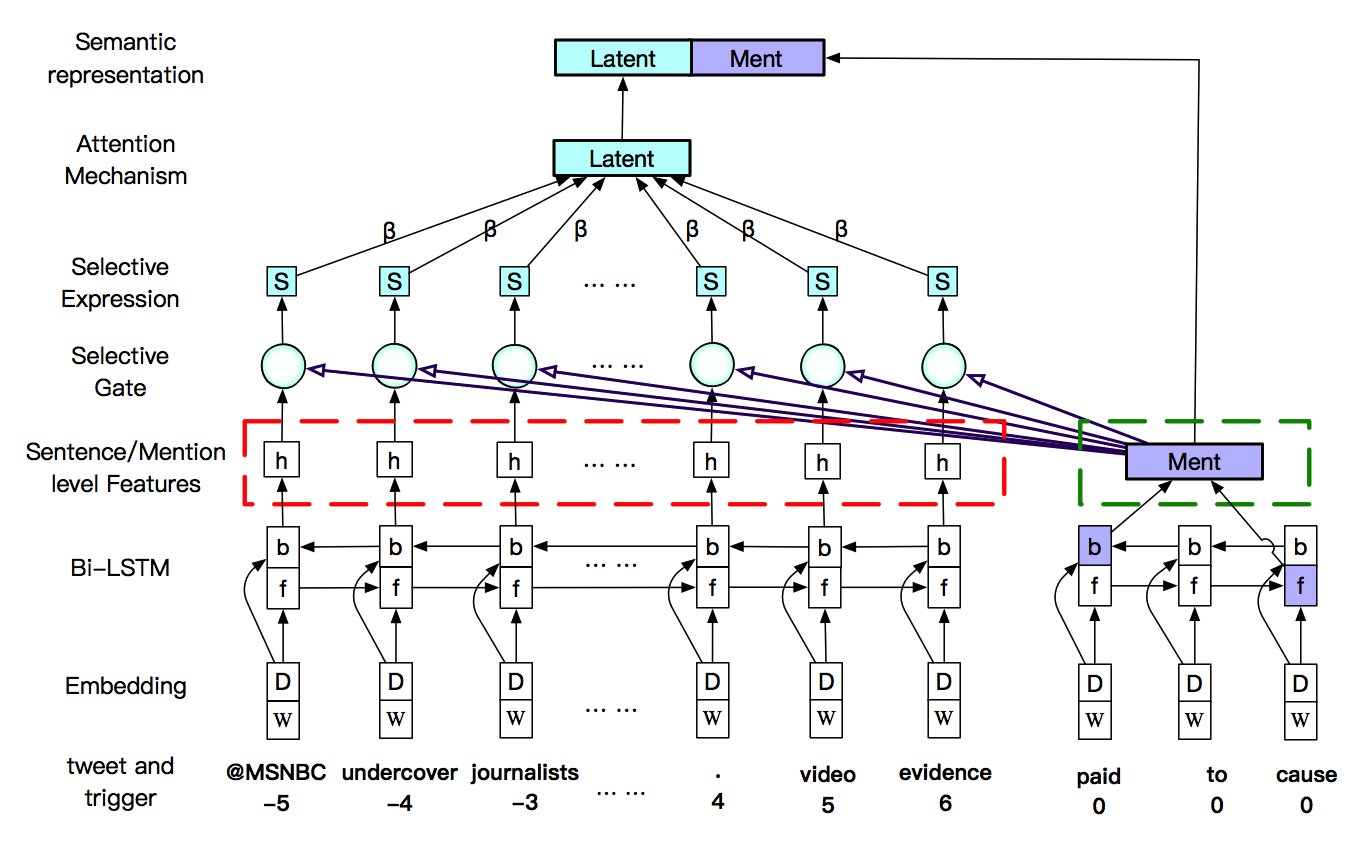 Semantic
representation
Latent Ment
Attention
Mechanism
Latent
β β β β β β
Selective
Expression
S S S ... ... S S S
Selective
Gate
... ...
Sentence/Mention
level Features
h h h ... ... h h h
Ment
Bi-LSTM
b b b b b b b b b
... ...
f f f f f f f f f
Embedding
D D D D D D D D D
W W W ... ... W W W W W W
tweet and
trigger
@MSNBC undercover journalists ... ... . video evidence paid to cause
-5 -4 -3 4 5 6 0 0 0